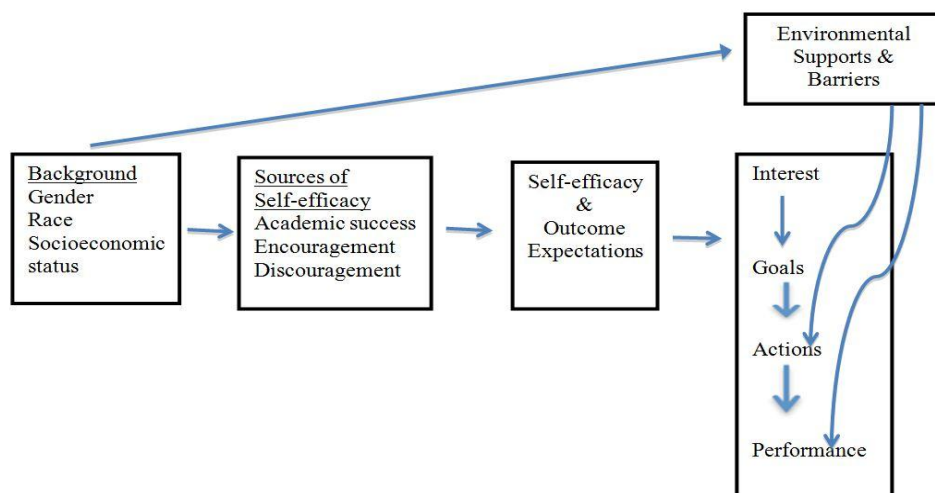 Environmental
Supports &
Barriers
Background
Gender
Race
Socioeconomic
status
Sources of
Self-efficacy
Academic success
Encouragement
Discouragement
Self-efficacy
&
Outcome
Expectations
Interest
Goals
Actions
Performance